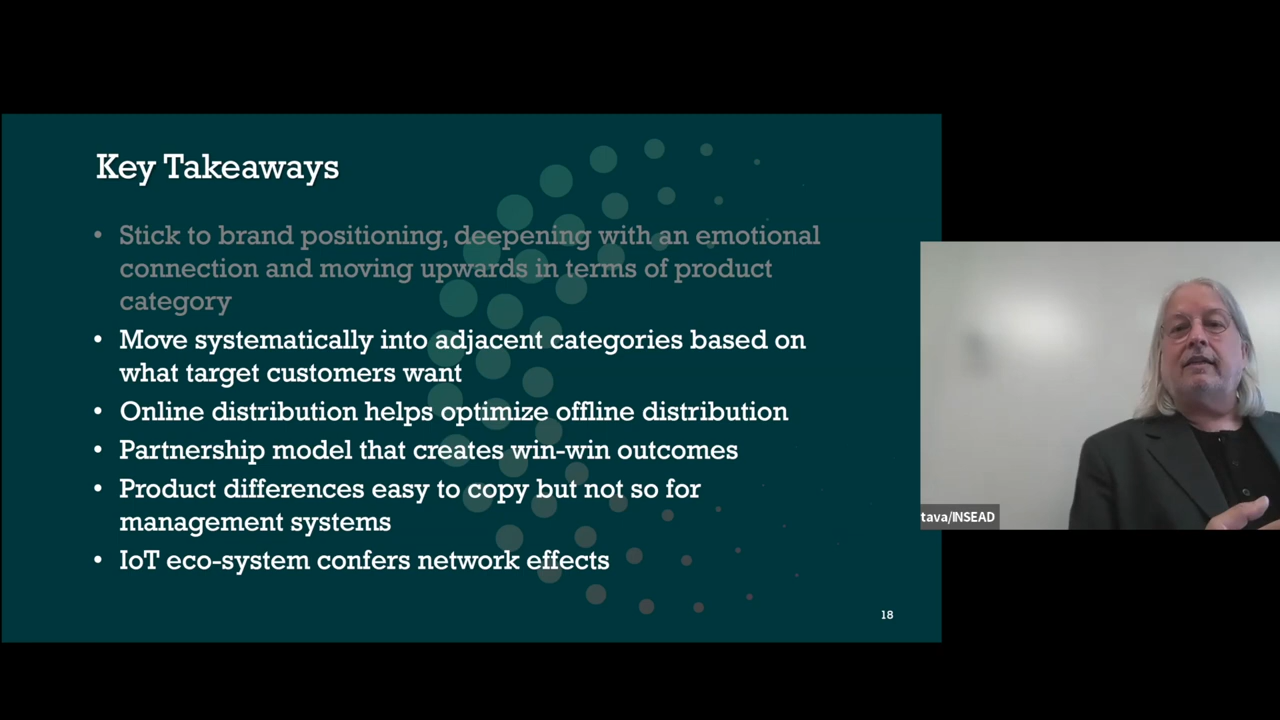 Key Takeaways
• Stick to brand positioning, deepening with an emotional
connection and moving upwards in terms of product
category
• Move systematically into adjacent categories based on
what target customers want
• Online distribution helps optimize offline distribution
• Partnership model that creates win-win outcomes
• Product differences easy to copy but not so for
management systems
• IoT eco-system confers network effects
tava/INSEAD
18